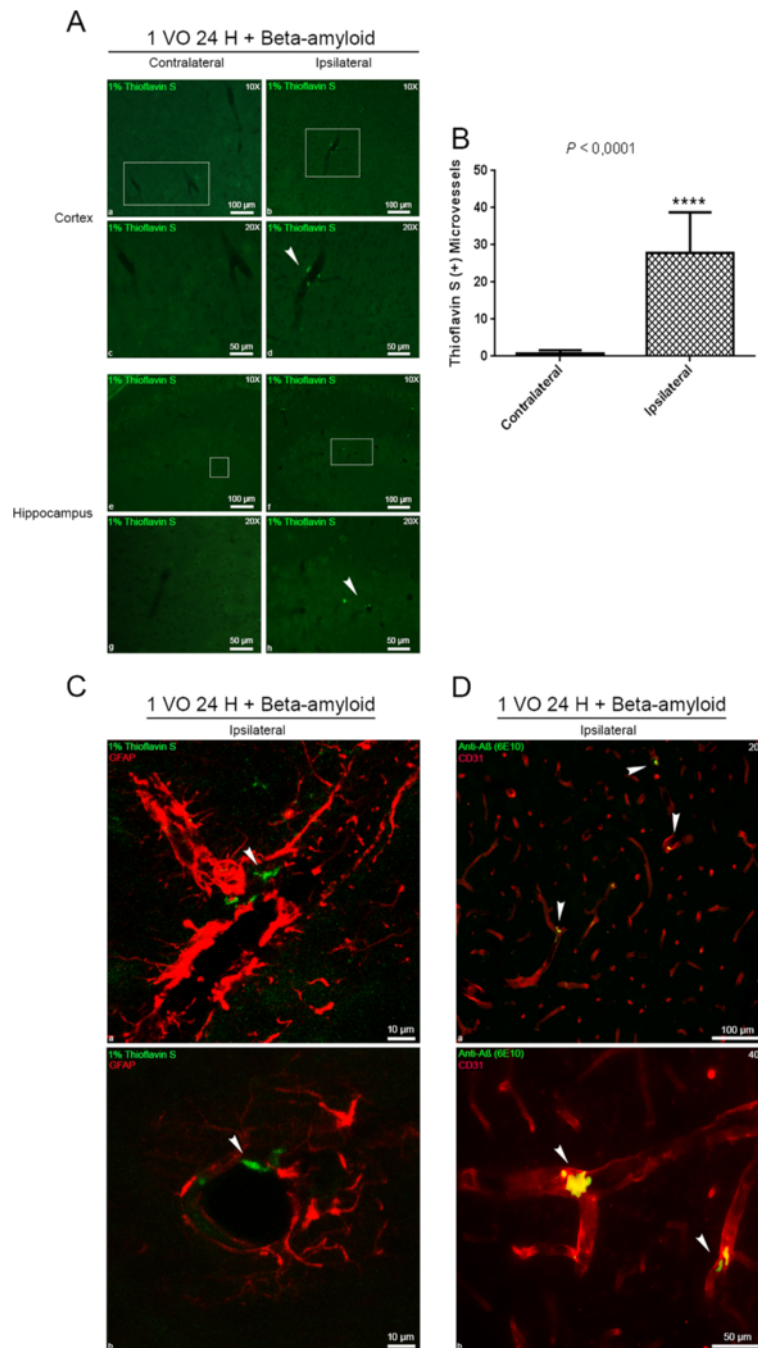 A
1 VO 24 H + Beta-amyloid
Contralateral
Ipsilateral
1% Thioflavin S
10X
100 µm
a
1% Thioflavin S
10X
100 µm
b
Cortex
1% Thioflavin S
20X
50 µm
c
1% Thioflavin S
20X
50 µm
d
1% Thioflavin S
10X
100 µm
e
1% Thioflavin S
10X
100 µm
f
Hippocampus
1% Thioflavin S
20X
50 µm
g
1% Thioflavin S
20X
50 µm
h
B
P < 0,0001
Thioflavin S (+) Microvessels
50
40
30
20
10
0
****
Contralateral
Ipsilateral
C
1 VO 24 H + Beta-amyloid
Ipsilateral
1% Thioflavin S
GFAP
10 µm
a
1% Thioflavin S
GFAP
10 µm
b
D
1 VO 24 H + Beta-amyloid
Ipsilateral
Anti-Aß (6E10)
CD31
20
100 µm
a
Anti-Aß (6E10)
CD31
40
50 µm
b